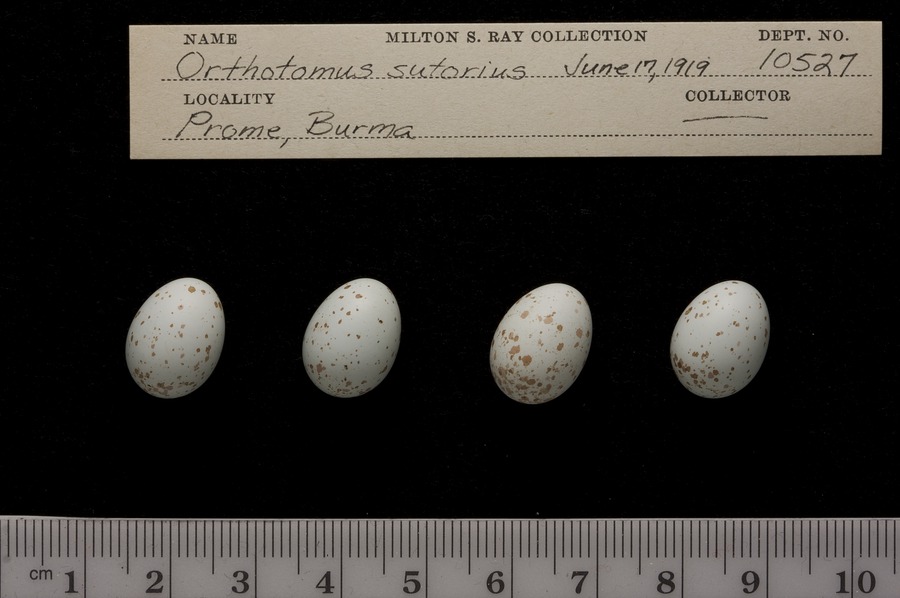 NAME MILTON S. RAY COLLECTION DEPT. NO.
Orthotomus sutorius June 17, 1919 10527
LOCALITY COLLECTOR
Prome, Burma
cm 1 2 3 4 5 6 7 8 9 10